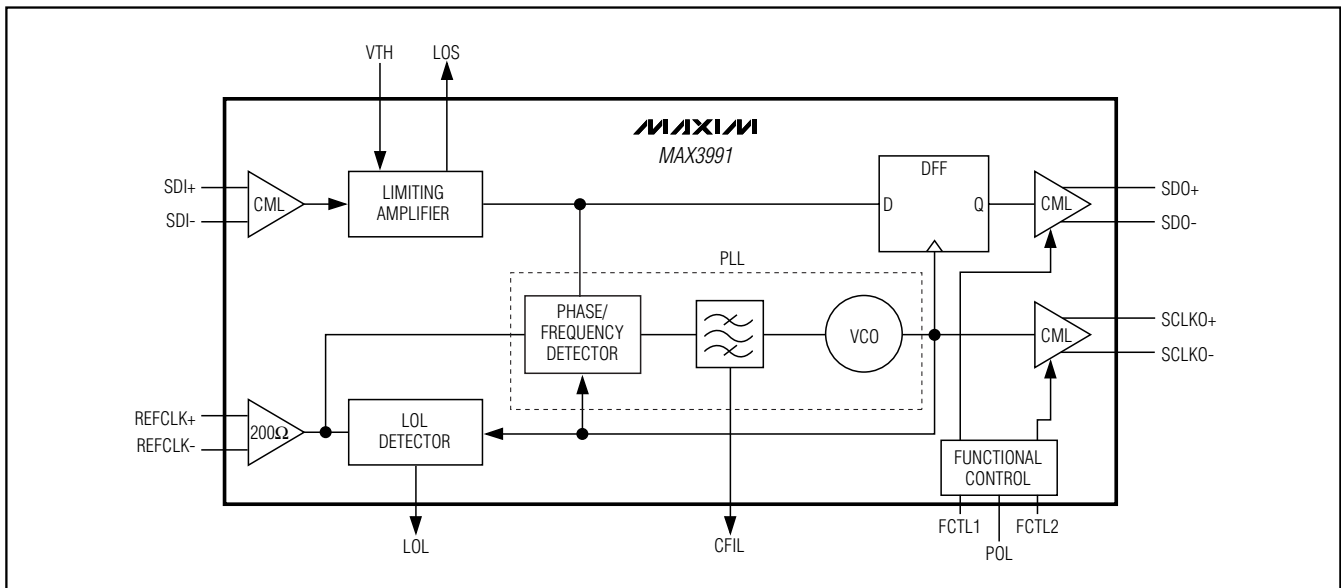 VTH
LOS
MAXIM
MAX3991
SDI+
SDI-
CML
LIMITING
AMPLIFIER
DFF
D
Q
CML
SDO+
SDO-
PLL
PHASE/
FREQUENCY
DETECTOR
VCO
CML
SCLKO+
SCLKO-
REFCLK+
REFCLK-
200Ω
LOL
DETECTOR
FUNCTIONAL
CONTROL
LOL
CFIL
FCTL1
POL
FCTL2